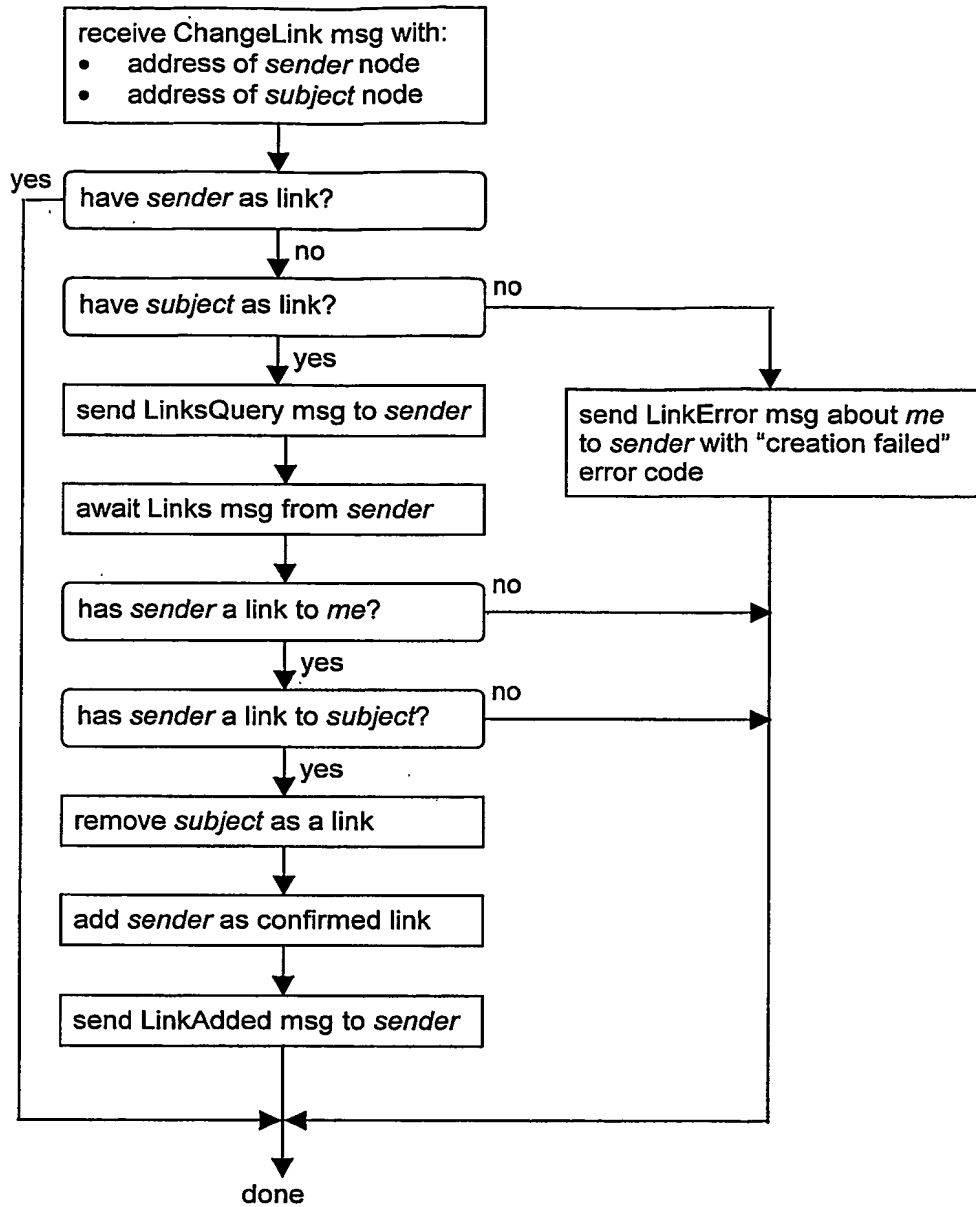 receive ChangeLink msg with:
• address of sender node
• address of subject node
yes
have sender as link?
no
have subject as link?
no
yes
send LinksQuery msg to sender
send LinkError msg about me
to sender with “creation failed”
error code
await Links msg from sender
has sender a link to me?
no
yes
has sender a link to subject?
no
yes
remove subject as a link
add sender as confirmed link
send LinkAdded msg to sender
done